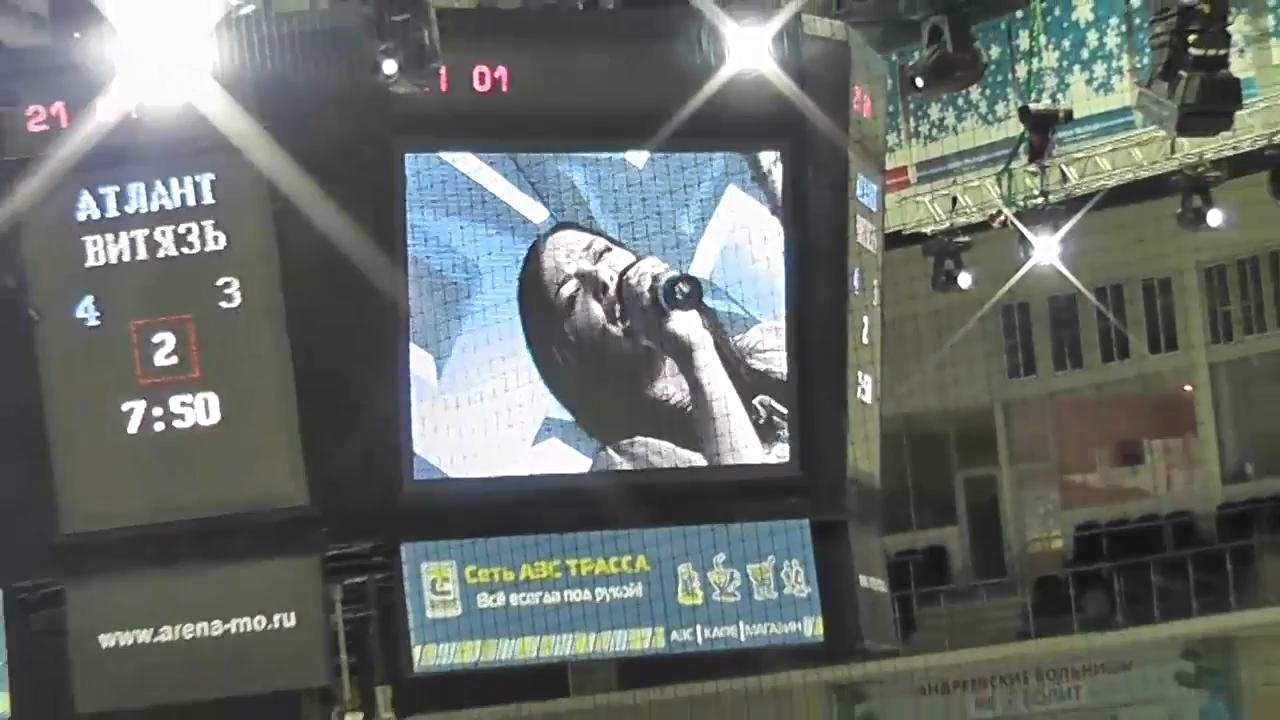 21
1 01
АТЛАНТ
ВИТЯЗЬ
4 3
2
7:50
www.arena-mo.ru
Сеть АЗС ТРАССА
Всё всегда под рукой!
АЗС | КАФЕ | МАГАЗИН
2